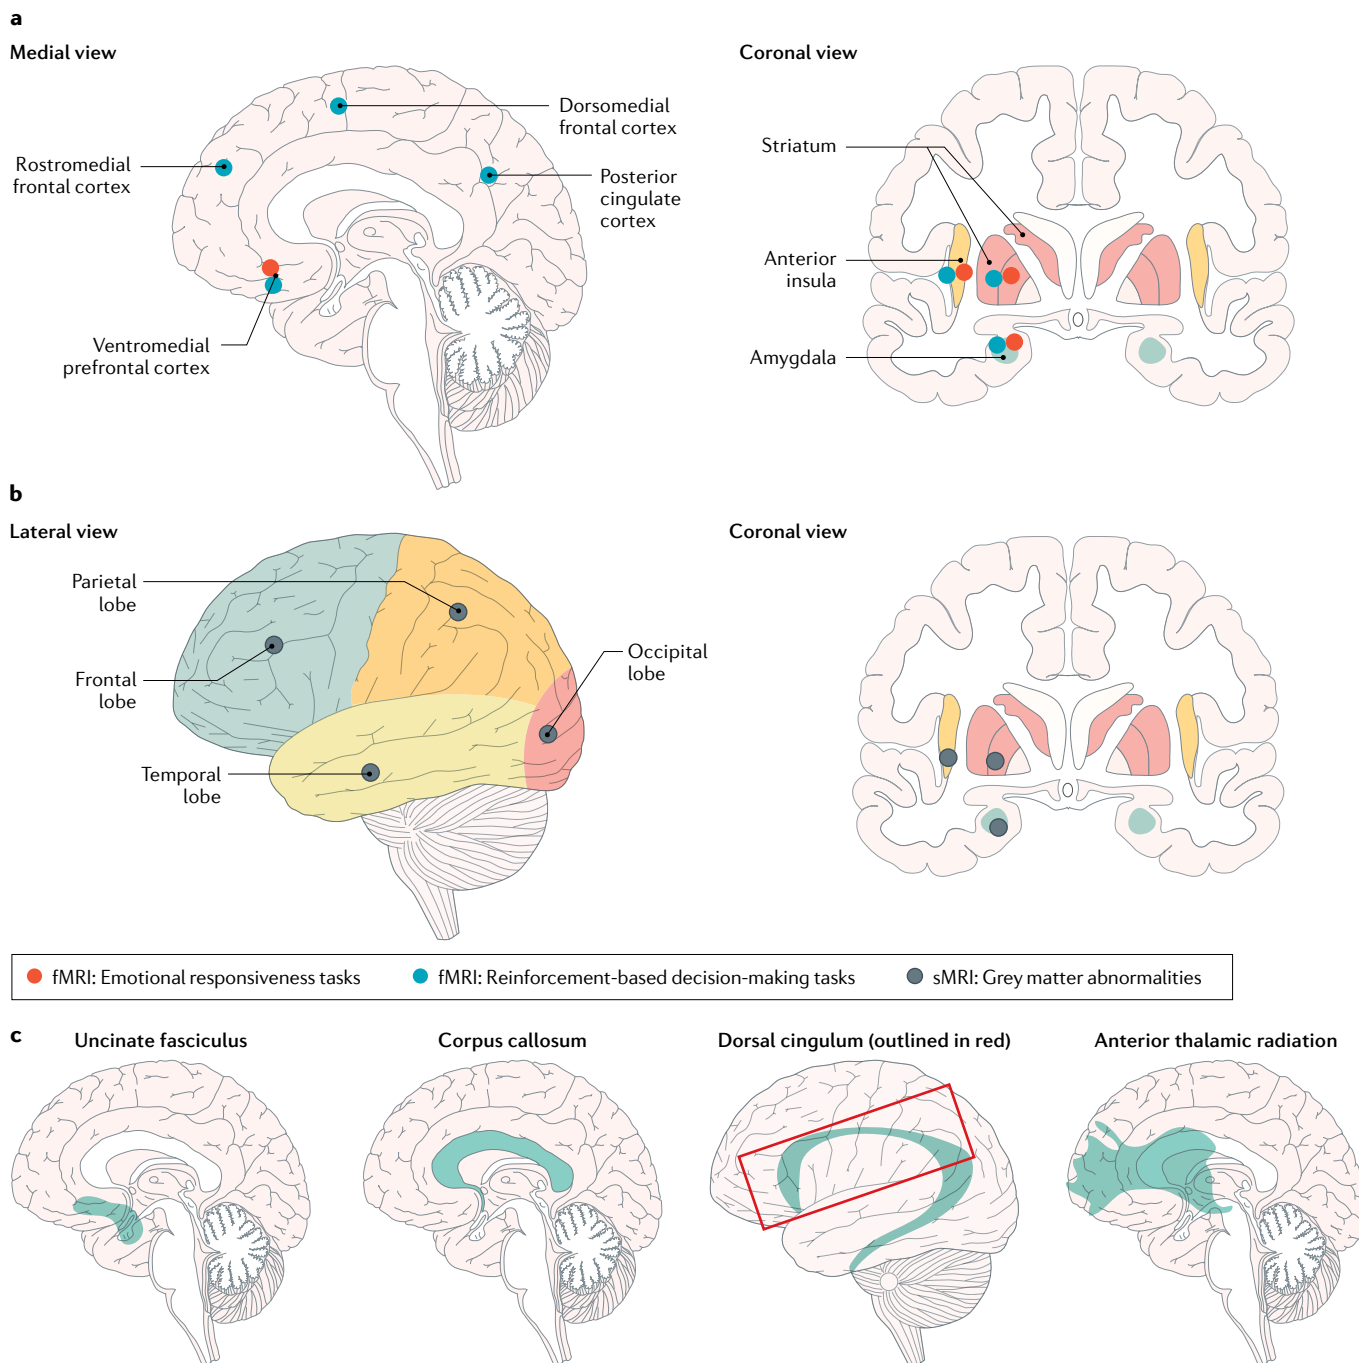 a
Medial view
Coronal view
Dorsomedial
frontal cortex
Rostromedial
frontal cortex
Posterior
cingulate
cortex
Ventromedial
prefrontal cortex
Striatum
Anterior
insula
Amygdala
b
Lateral view
Coronal view
Parietal
lobe
Frontal
lobe
Temporal
lobe
Occipital
lobe
fMRI: Emotional responsiveness tasks
fMRI: Reinforcement-based decision-making tasks
sMRI: Grey matter abnormalities
c
Uncinate fasciculus
Corpus callosum
Dorsal cingulum (outlined in red)
Anterior thalamic radiation